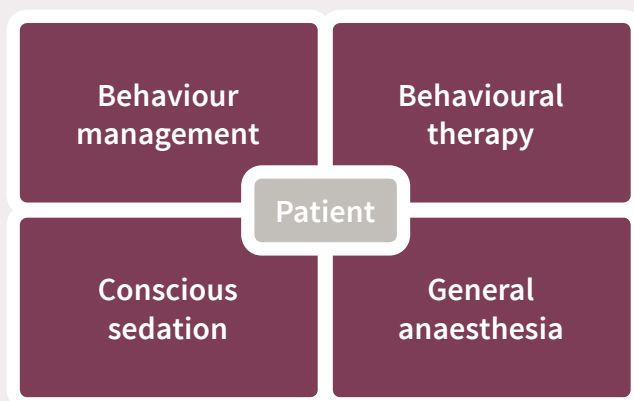 Behaviour
management
Behavioural
therapy
Patient
Conscious
sedation
General
anaesthesia